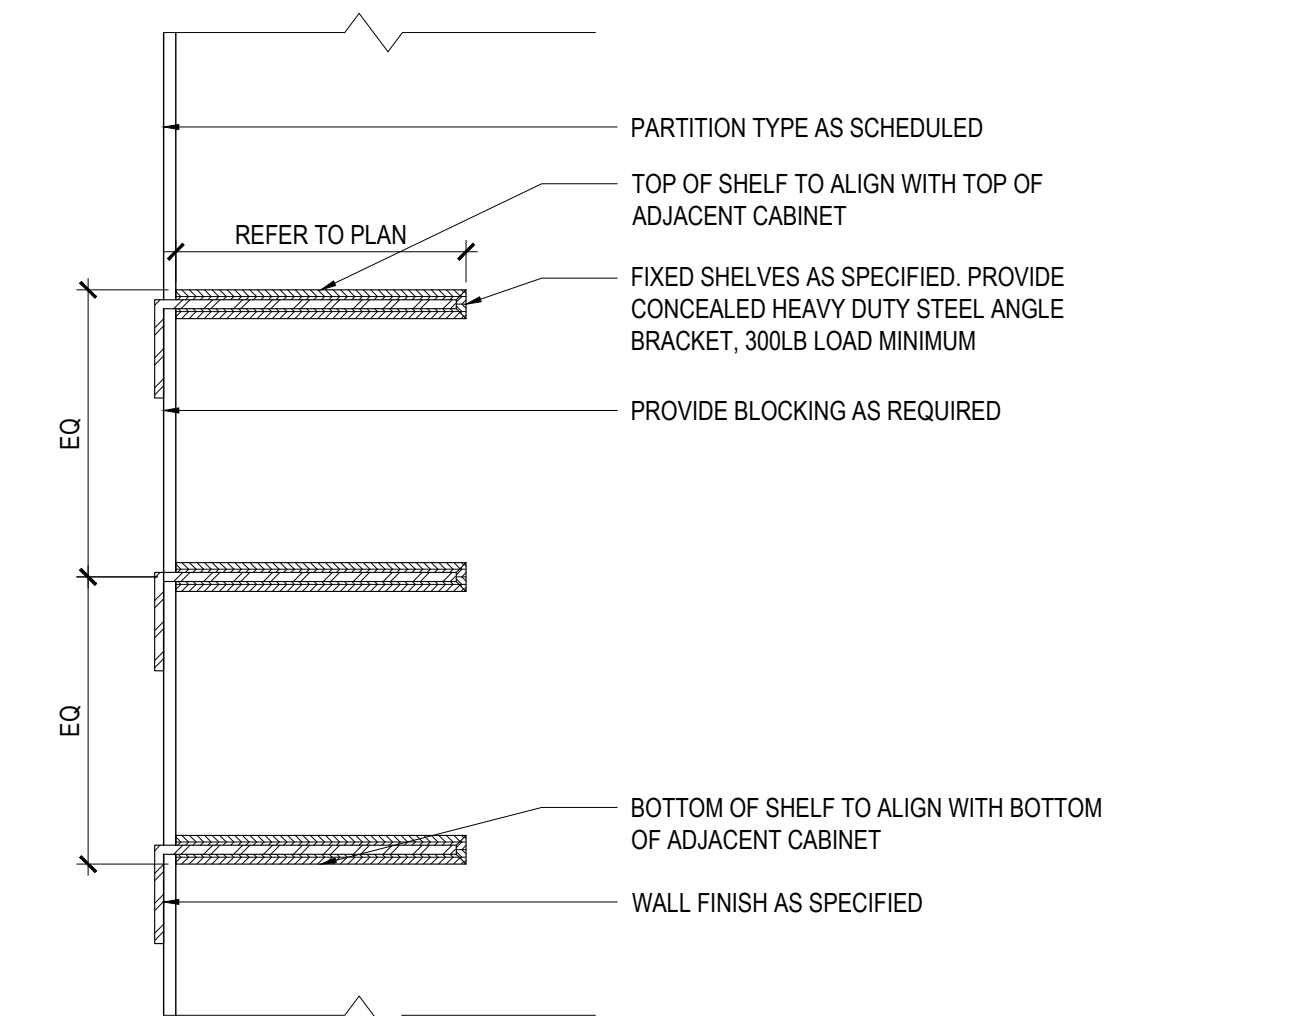 PARTITION TYPE AS SCHEDULED
TOP OF SHELF TO ALIGN WITH TOP OF
ADJACENT CABINET
REFER TO PLAN
FIXED SHELVES AS SPECIFIED. PROVIDE
CONCEALED HEAVY DUTY STEEL ANGLE
BRACKET, 300LB LOAD MINIMUM
PROVIDE BLOCKING AS REQUIRED
EQ
EQ
BOTTOM OF SHELF TO ALIGN WITH BOTTOM
OF ADJACENT CABINET
WALL FINISH AS SPECIFIED